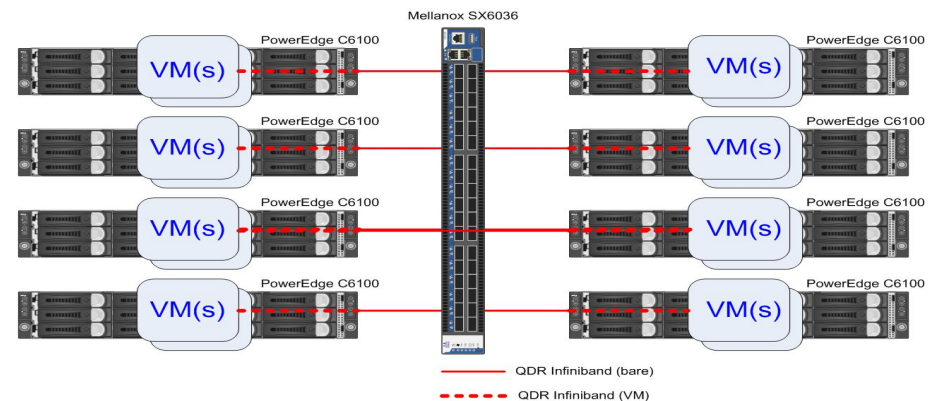 Mellanox SX6036
PowerEdge C6100
PowerEdge C6100
VM(s)
VM(s)
PowerEdge C6100
PowerEdge C6100
VM(s)
VM(s)
PowerEdge C6100
PowerEdge C6100
VM(s)
VM(s)
PowerEdge C6100
PowerEdge C6100
VM(s)
VM(s)
QDR Infiniband (bare)
QDR Infiniband (VM)